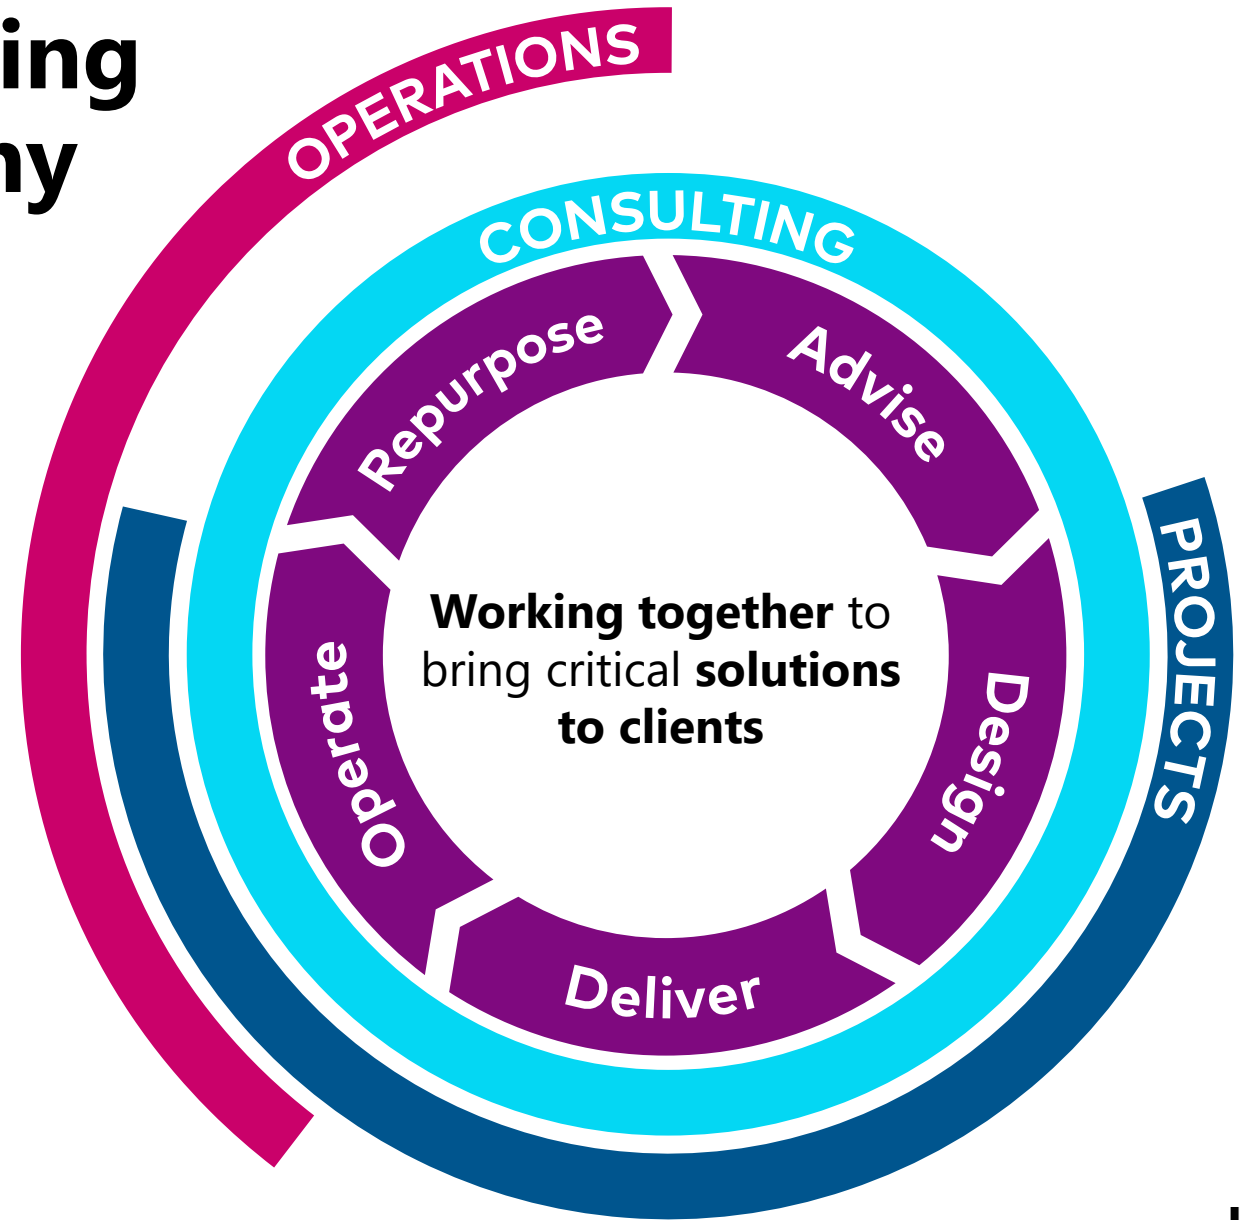 ing
ny
OPERATIONS
CONSULTING
PROJECTS
Repurpose
Advise
Design
Deliver
Operate
Working together to
bring critical solutions
to clients